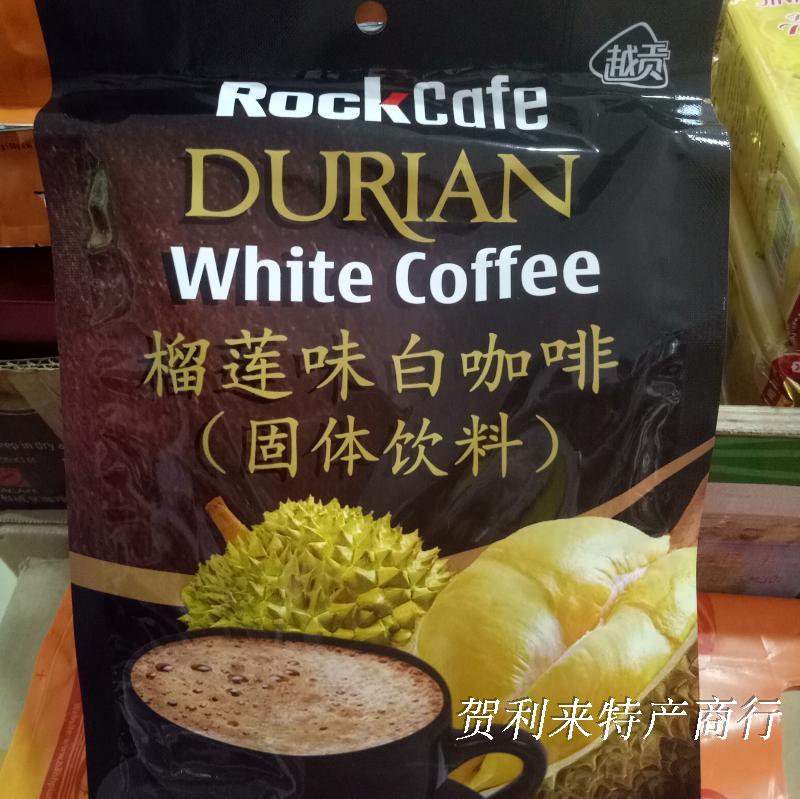 越贡
RockCafe
DURIAN
White Coffee
榴莲味白咖啡
（固体饮料）
贺利来特产商行